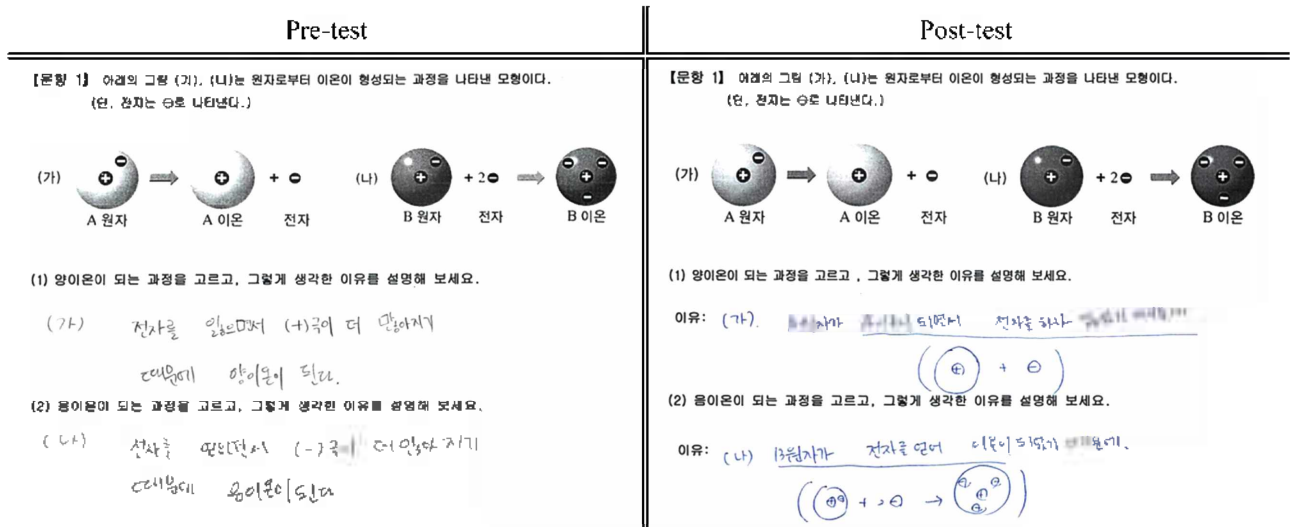 Pre-test
【문항 1】 아래의 그림 (가), (나)는 원자로부터 이온이 형성되는 과정을 나타낸 모형이다.
(단, 전자는 ⊖로 나타낸다.)
(가) + ⊖ (나) + 2⊖
A 원자 A 이온 전자 B 원자 전자 B 이온
(1) 양이온이 되는 과정을 고르고, 그렇게 생각한 이유를 설명해 보세요.
(가) 전자를 잃으면서 (+)극이 더 많아지기
때문에 양이온이 된다.
(2) 음이온이 되는 과정을 고르고, 그렇게 생각한 이유를 설명해 보세요.
(나) 전자를 얻으면서 (-)극 더 많아지기
때문에 음이온이 된다
Post-test
【문항 1】 아래의 그림 (가), (나)는 원자로부터 이온이 형성되는 과정을 나타낸 모형이다.
(단, 전자는 ⊖로 나타낸다.)
(가) + ⊖ (나) + 2⊖
A 원자 A 이온 전자 B 원자 전자 B 이온
(1) 양이온이 되는 과정을 고르고 , 그렇게 생각한 이유를 설명해 보세요.
이유: (가). 되면서 전자를 하나
((⊕) + ⊖)
(2) 음이온이 되는 과정을 고르고, 그렇게 생각한 이유를 설명해 보세요.
이유: (나) B원자가 전자를 얻어